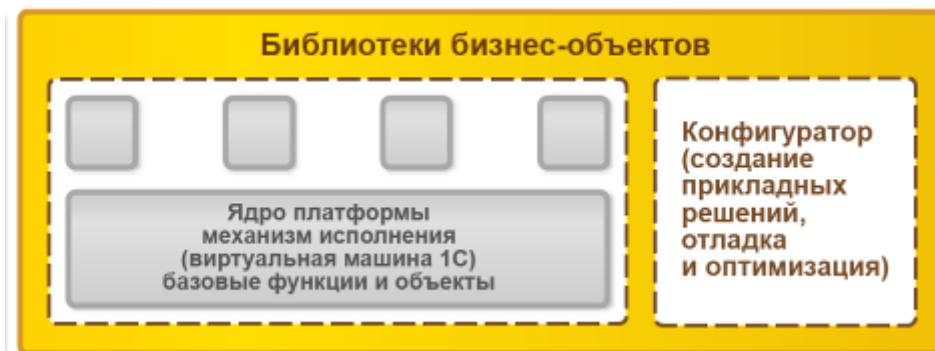 Библиотеки бизнес-объектов
Ядро платформы
механизм исполнения
(виртуальная машина 1С)
базовые функции и объекты
Конфигуратор
(создание
прикладных
решений,
отладка
и оптимизация)